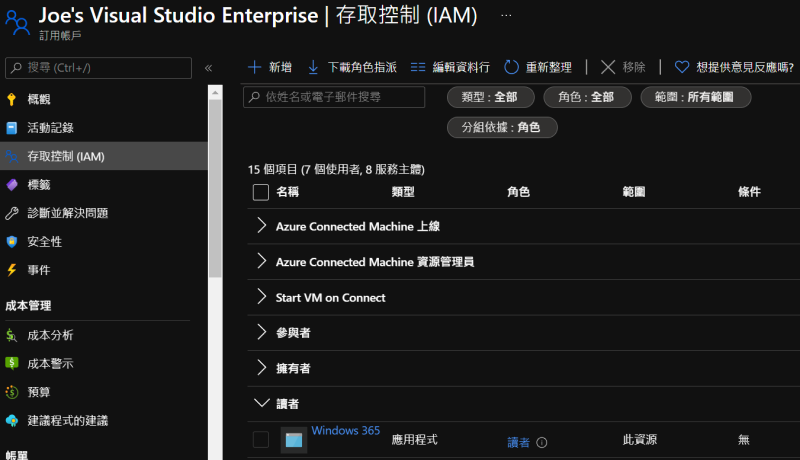 Joe's Visual Studio Enterprise | 存取控制 (IAM) ...
訂用帳戶
搜尋 (Ctrl+/)
«
新增
下載角色指派
編輯資料行
重新整理
移除
想提供意見反應嗎?
概觀
活動記錄
存取控制 (IAM)
標籤
診斷並解決問題
安全性
事件
成本管理
成本分析
成本警示
預算
建議程式的建議
帳單
依姓名或電子郵件搜尋
類型 : 全部
角色 : 全部
範圍 : 所有範圍
分組依據 : 角色
15 個項目 (7 個使用者, 8 服務主體)
名稱 類型 角色 範圍 條件
Azure Connected Machine 上線
Azure Connected Machine 資源管理員
Start VM on Connect
參與者
擁有者
讀者
Windows 365 應用程式 讀者 此資源 無